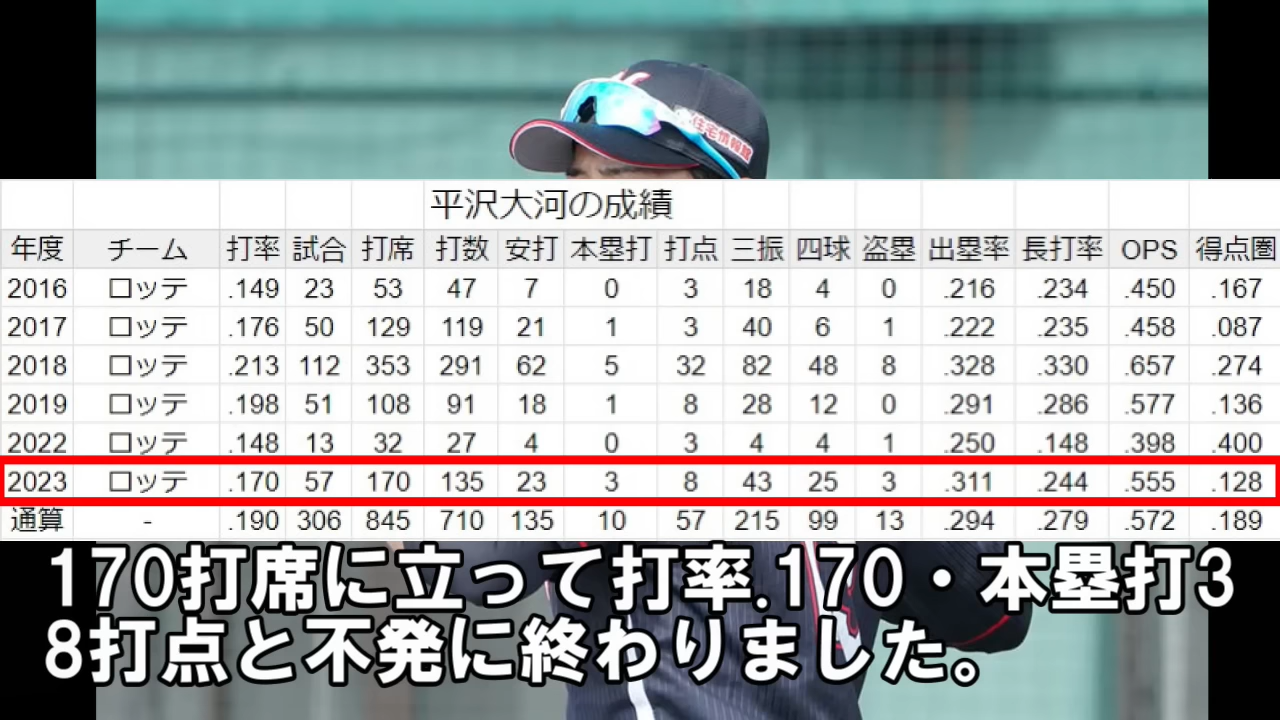 住宅情報館
平沢大河の成績
年度 チーム 打率 試合 打席 打数 安打 本塁打 打点 三振 四球 盗塁 出塁率 長打率 OPS 得点圏
2016 ロッテ .149 23 53 47 7 0 3 18 4 0 .216 .234 .450 .167
2017 ロッテ .176 50 129 119 21 1 3 40 6 1 .222 .235 .458 .087
2018 ロッテ .213 112 353 291 62 5 32 82 48 8 .328 .330 .657 .274
2019 ロッテ .198 51 108 91 18 1 8 28 12 0 .291 .286 .577 .136
2022 ロッテ .148 13 32 27 4 0 3 4 4 1 .250 .148 .398 .400
2023 ロッテ .170 57 170 135 23 3 8 43 25 3 .311 .244 .555 .128
通算 - .190 306 845 710 135 10 57 215 99 13 .294 .279 .572 .189
170打席に立って打率.170・本塁打3
8打点と不発に終わりました。